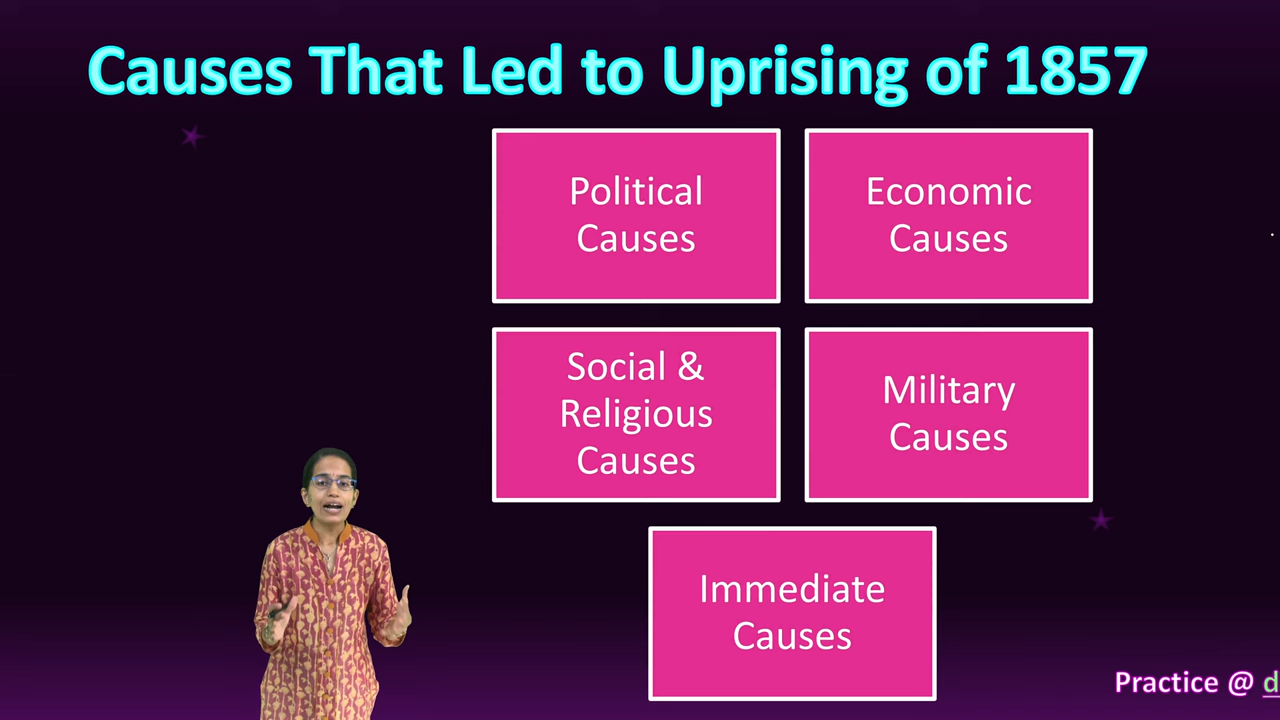 Causes That Led to Uprising of 1857
Political
Causes
Economic
Causes
Social &
Religious
Causes
Military
Causes
Immediate
Causes
Practice @ d